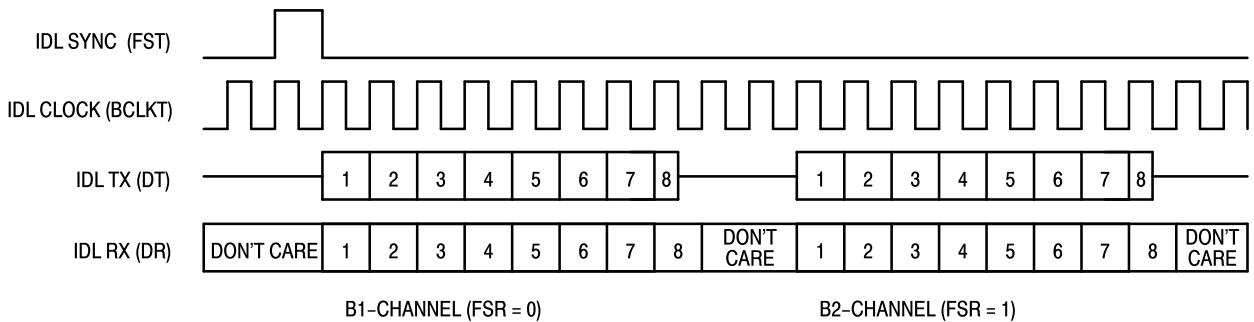 IDL SYNC (FST)
IDL CLOCK (BCLKT)
IDL TX (DT) 1 2 3 4 5 6 7 8 1 2 3 4 5 6 7 8
IDL RX (DR) DON'T CARE 1 2 3 4 5 6 7 8 DON'T CARE 1 2 3 4 5 6 7 8 DON'T CARE
B1–CHANNEL (FSR = 0) B2–CHANNEL (FSR = 1)